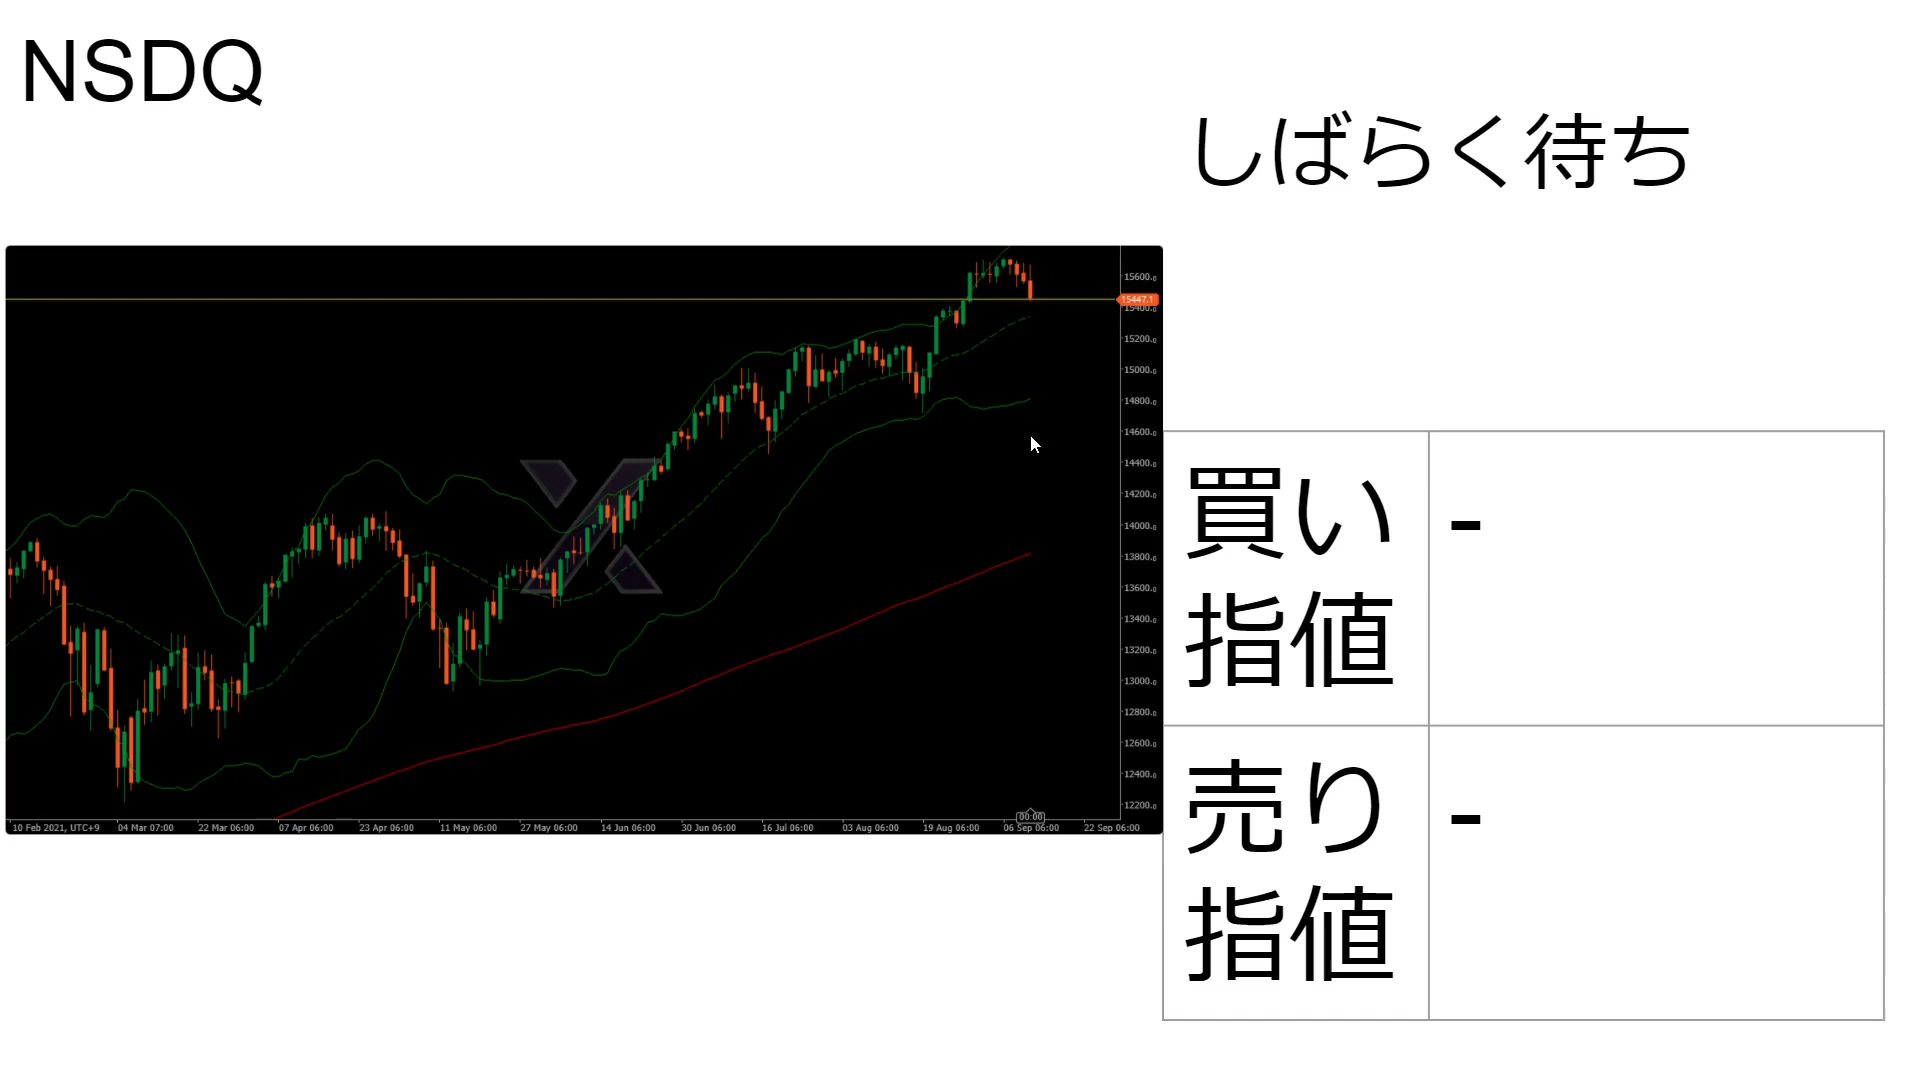 NSDQ
しばらく待ち
15600.0
15447.1
15400.0
15200.0
15000.0
14800.0
14600.0
14400.0
14200.0
14000.0
13800.0
13600.0
13400.0
13200.0
13000.0
12800.0
12600.0
12400.0
12200.0
00:00
10 Feb 2021, UTC+9 04 Mar 07:00 22 Mar 06:00 07 Apr 06:00 23 Apr 06:00 11 May 06:00 27 May 06:00 14 Jun 06:00 30 Jun 06:00 16 Jul 06:00 03 Aug 06:00 19 Aug 06:00 06 Sep 06:00 22 Sep 06:00
買い -
指値
売り -
指値